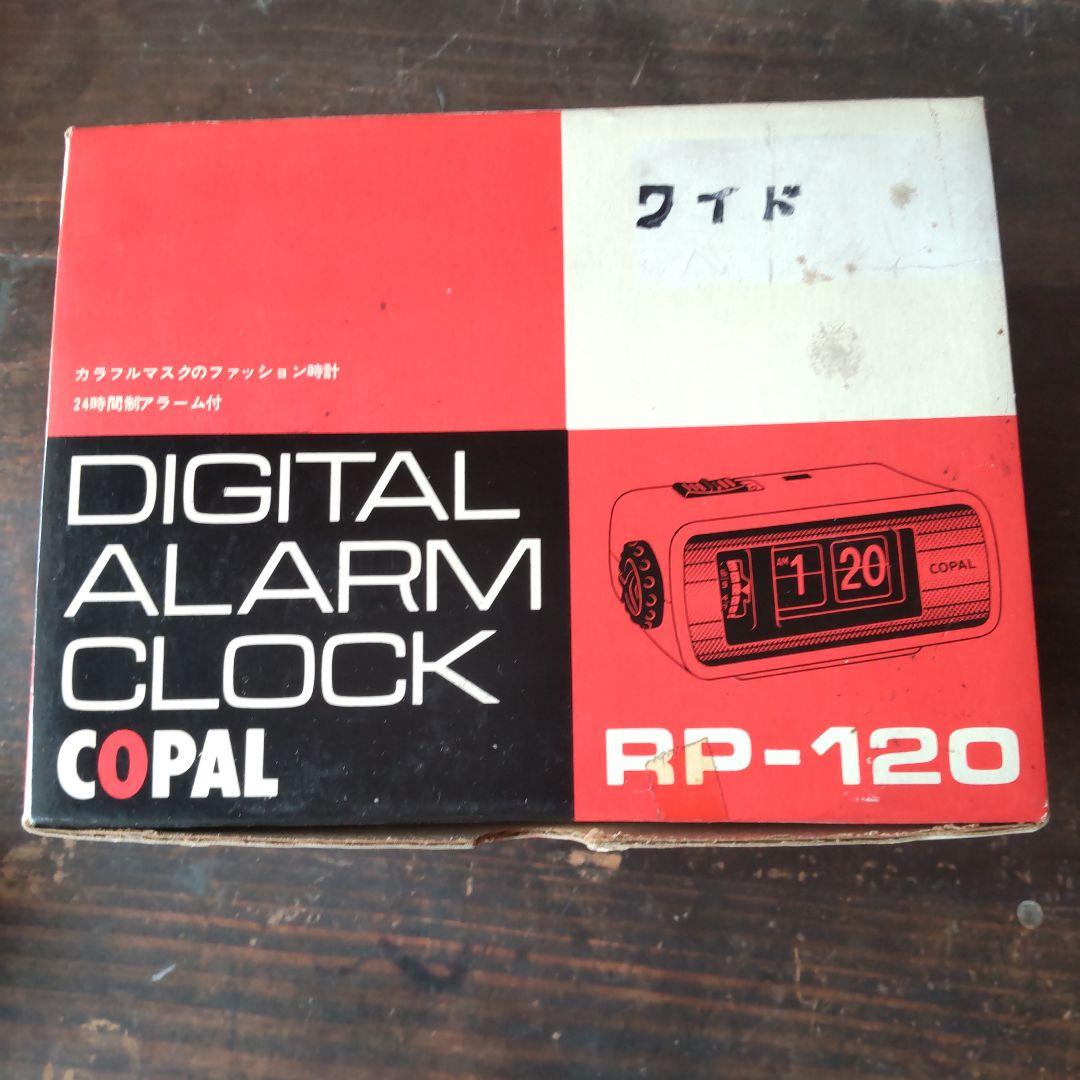 ワイド
カラフルマスクのファッション時計
24時間制アラーム付
DIGITAL
ALARM
CLOCK
COPAL
AM 1 20
COPAL
RP-120